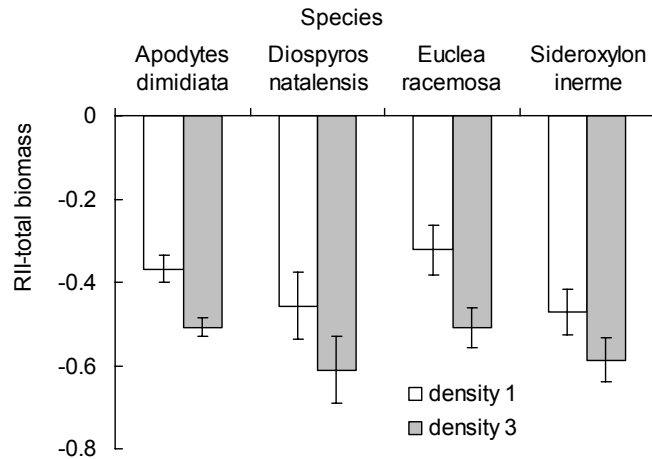 Species
Apodytes dimidiata
Diospyros natalensis
Euclea racemosa
Sideroxylon inerme
RII-total biomass
0
-0.2
-0.4
-0.6
-0.8
density 1
density 3